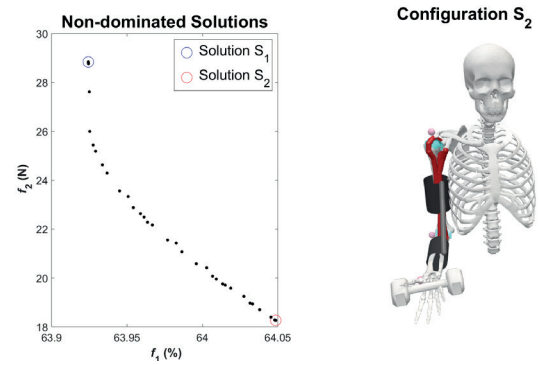 Non-dominated Solutions
30
28
26
24
22
20
18
f2 (N)
Solution S1
Solution S2
63.9
63.95
64
64.05
f1 (%)
Configuration S2